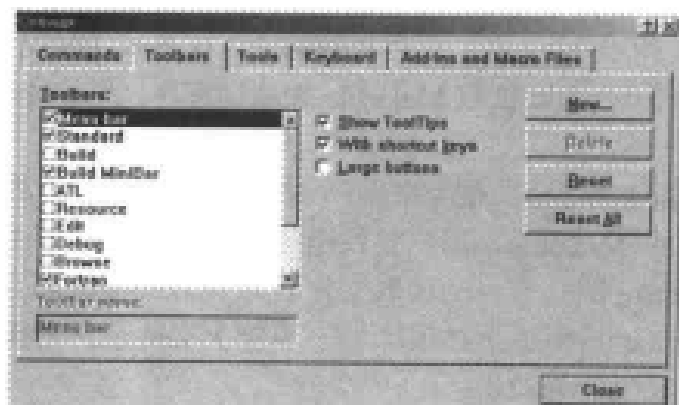 Customize
Commands
Toolbars
Tools
Keyboard
Add-Ins and Macro Files
Toolbars:
Menu bar
Standard
Build
Build MiniBar
ATL
Resource
Edit
Debug
Browse
Fortran
Toolbar name:
Menu bar
Show ToolTips
With shortcut keys
Large buttons
New...
Delete
Reset
Reset All
Close